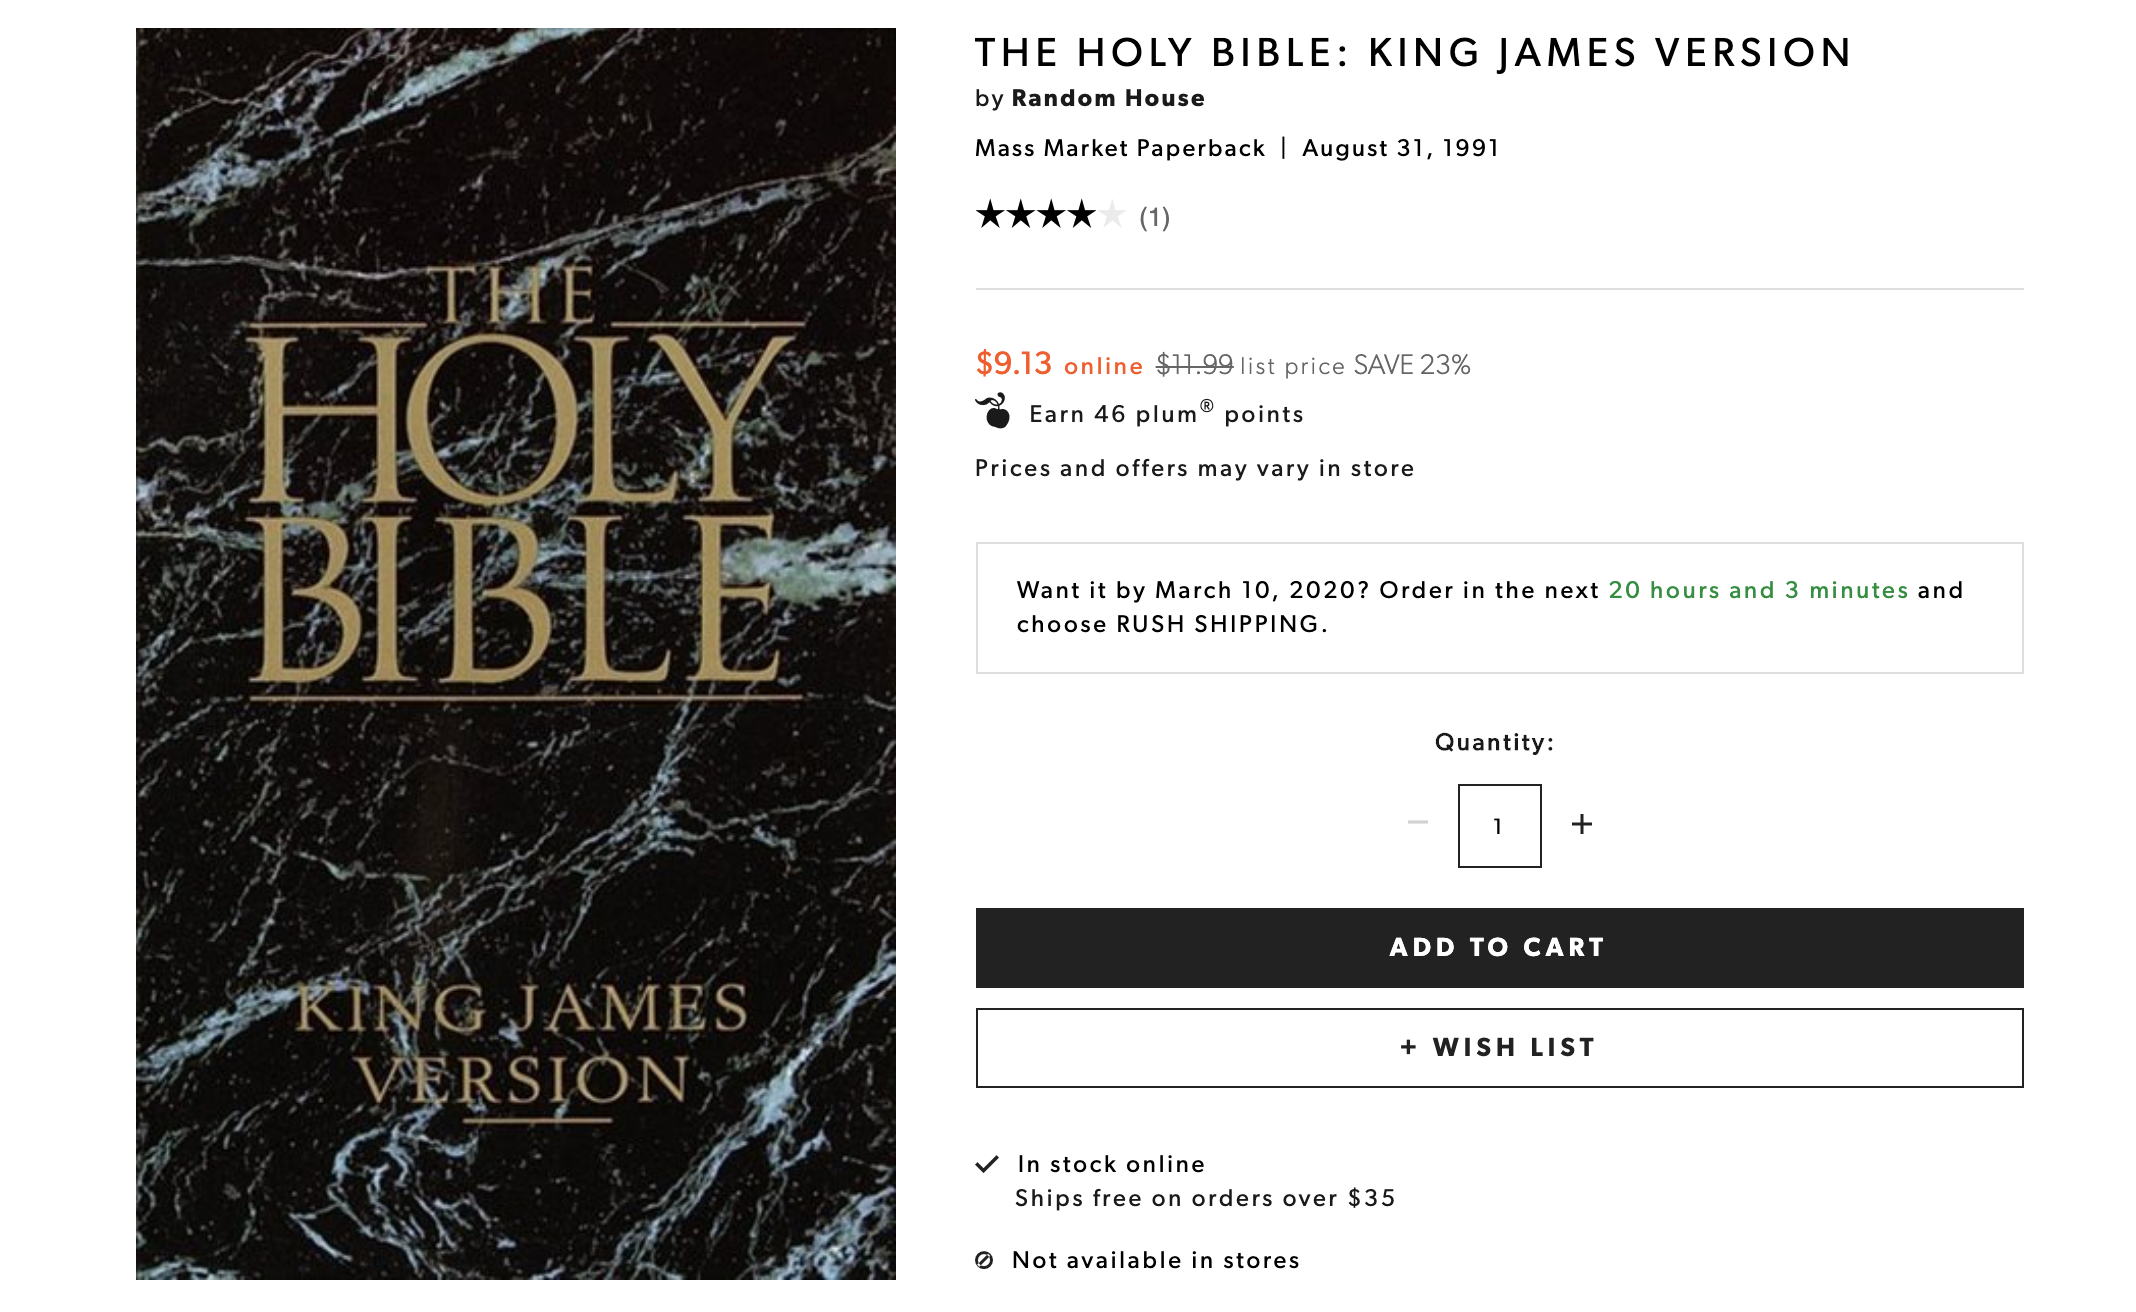 THE
HOLY
BIBLE
KING JAMES
VERSION
THE HOLY BIBLE: KING JAMES VERSION
by Random House
Mass Market Paperback | August 31, 1991
★★★★★ (1)
$9.13 online $11.99 list price SAVE 23%
Earn 46 plum® points
Prices and offers may vary in store
Want it by March 10, 2020? Order in the next 20 hours and 3 minutes and
choose RUSH SHIPPING.
Quantity:
− 1 +
ADD TO CART
+ WISH LIST
In stock online
Ships free on orders over $35
Not available in stores